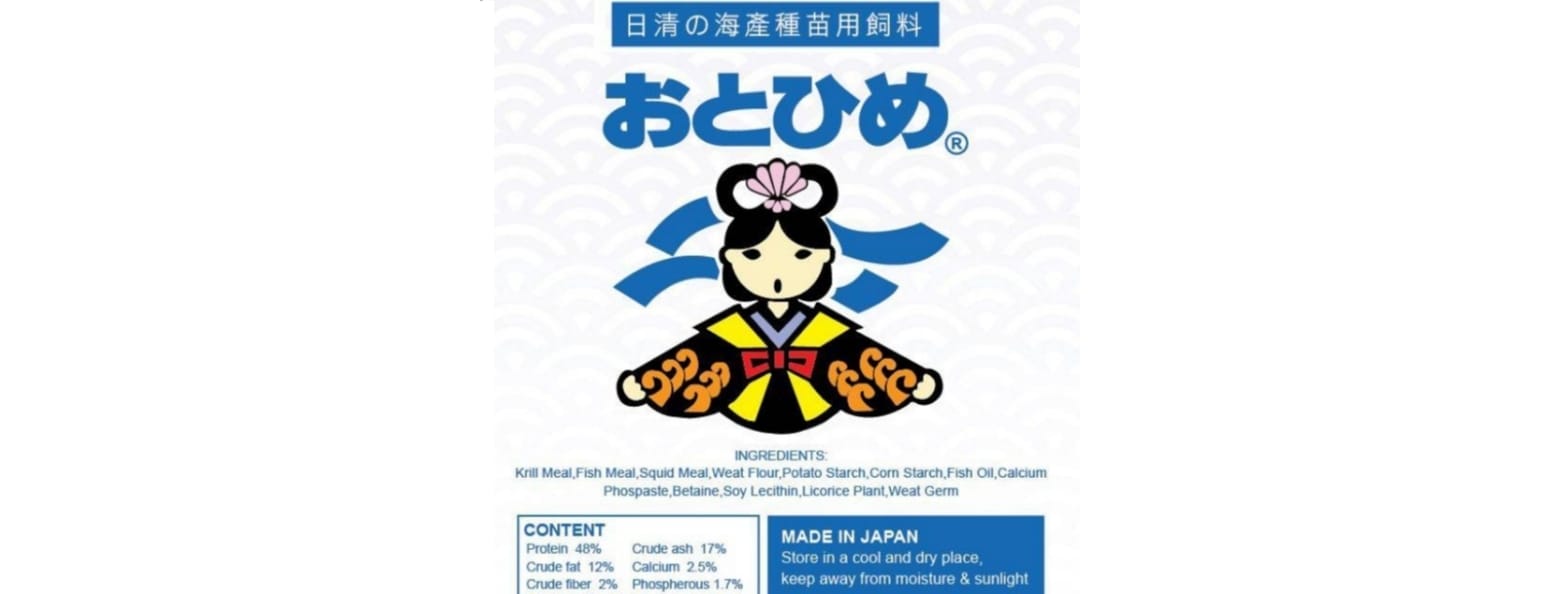 日清の海產種苗用飼料
おとひめ®
INGREDIENTS:
Krill Meal,Fish Meal,Squid Meal,Weat Flour,Potato Starch,Corn Starch,Fish Oil,Calcium
Phospaste,Betaine,Soy Lecithin,Licorice Plant,Weat Germ
CONTENT
Protein 48% Crude ash 17%
Crude fat 12% Calcium 2.5%
Crude fiber 2% Phospherous 1.7%
MADE IN JAPAN
Store in a cool and dry place,
keep away from moisture & sunlight